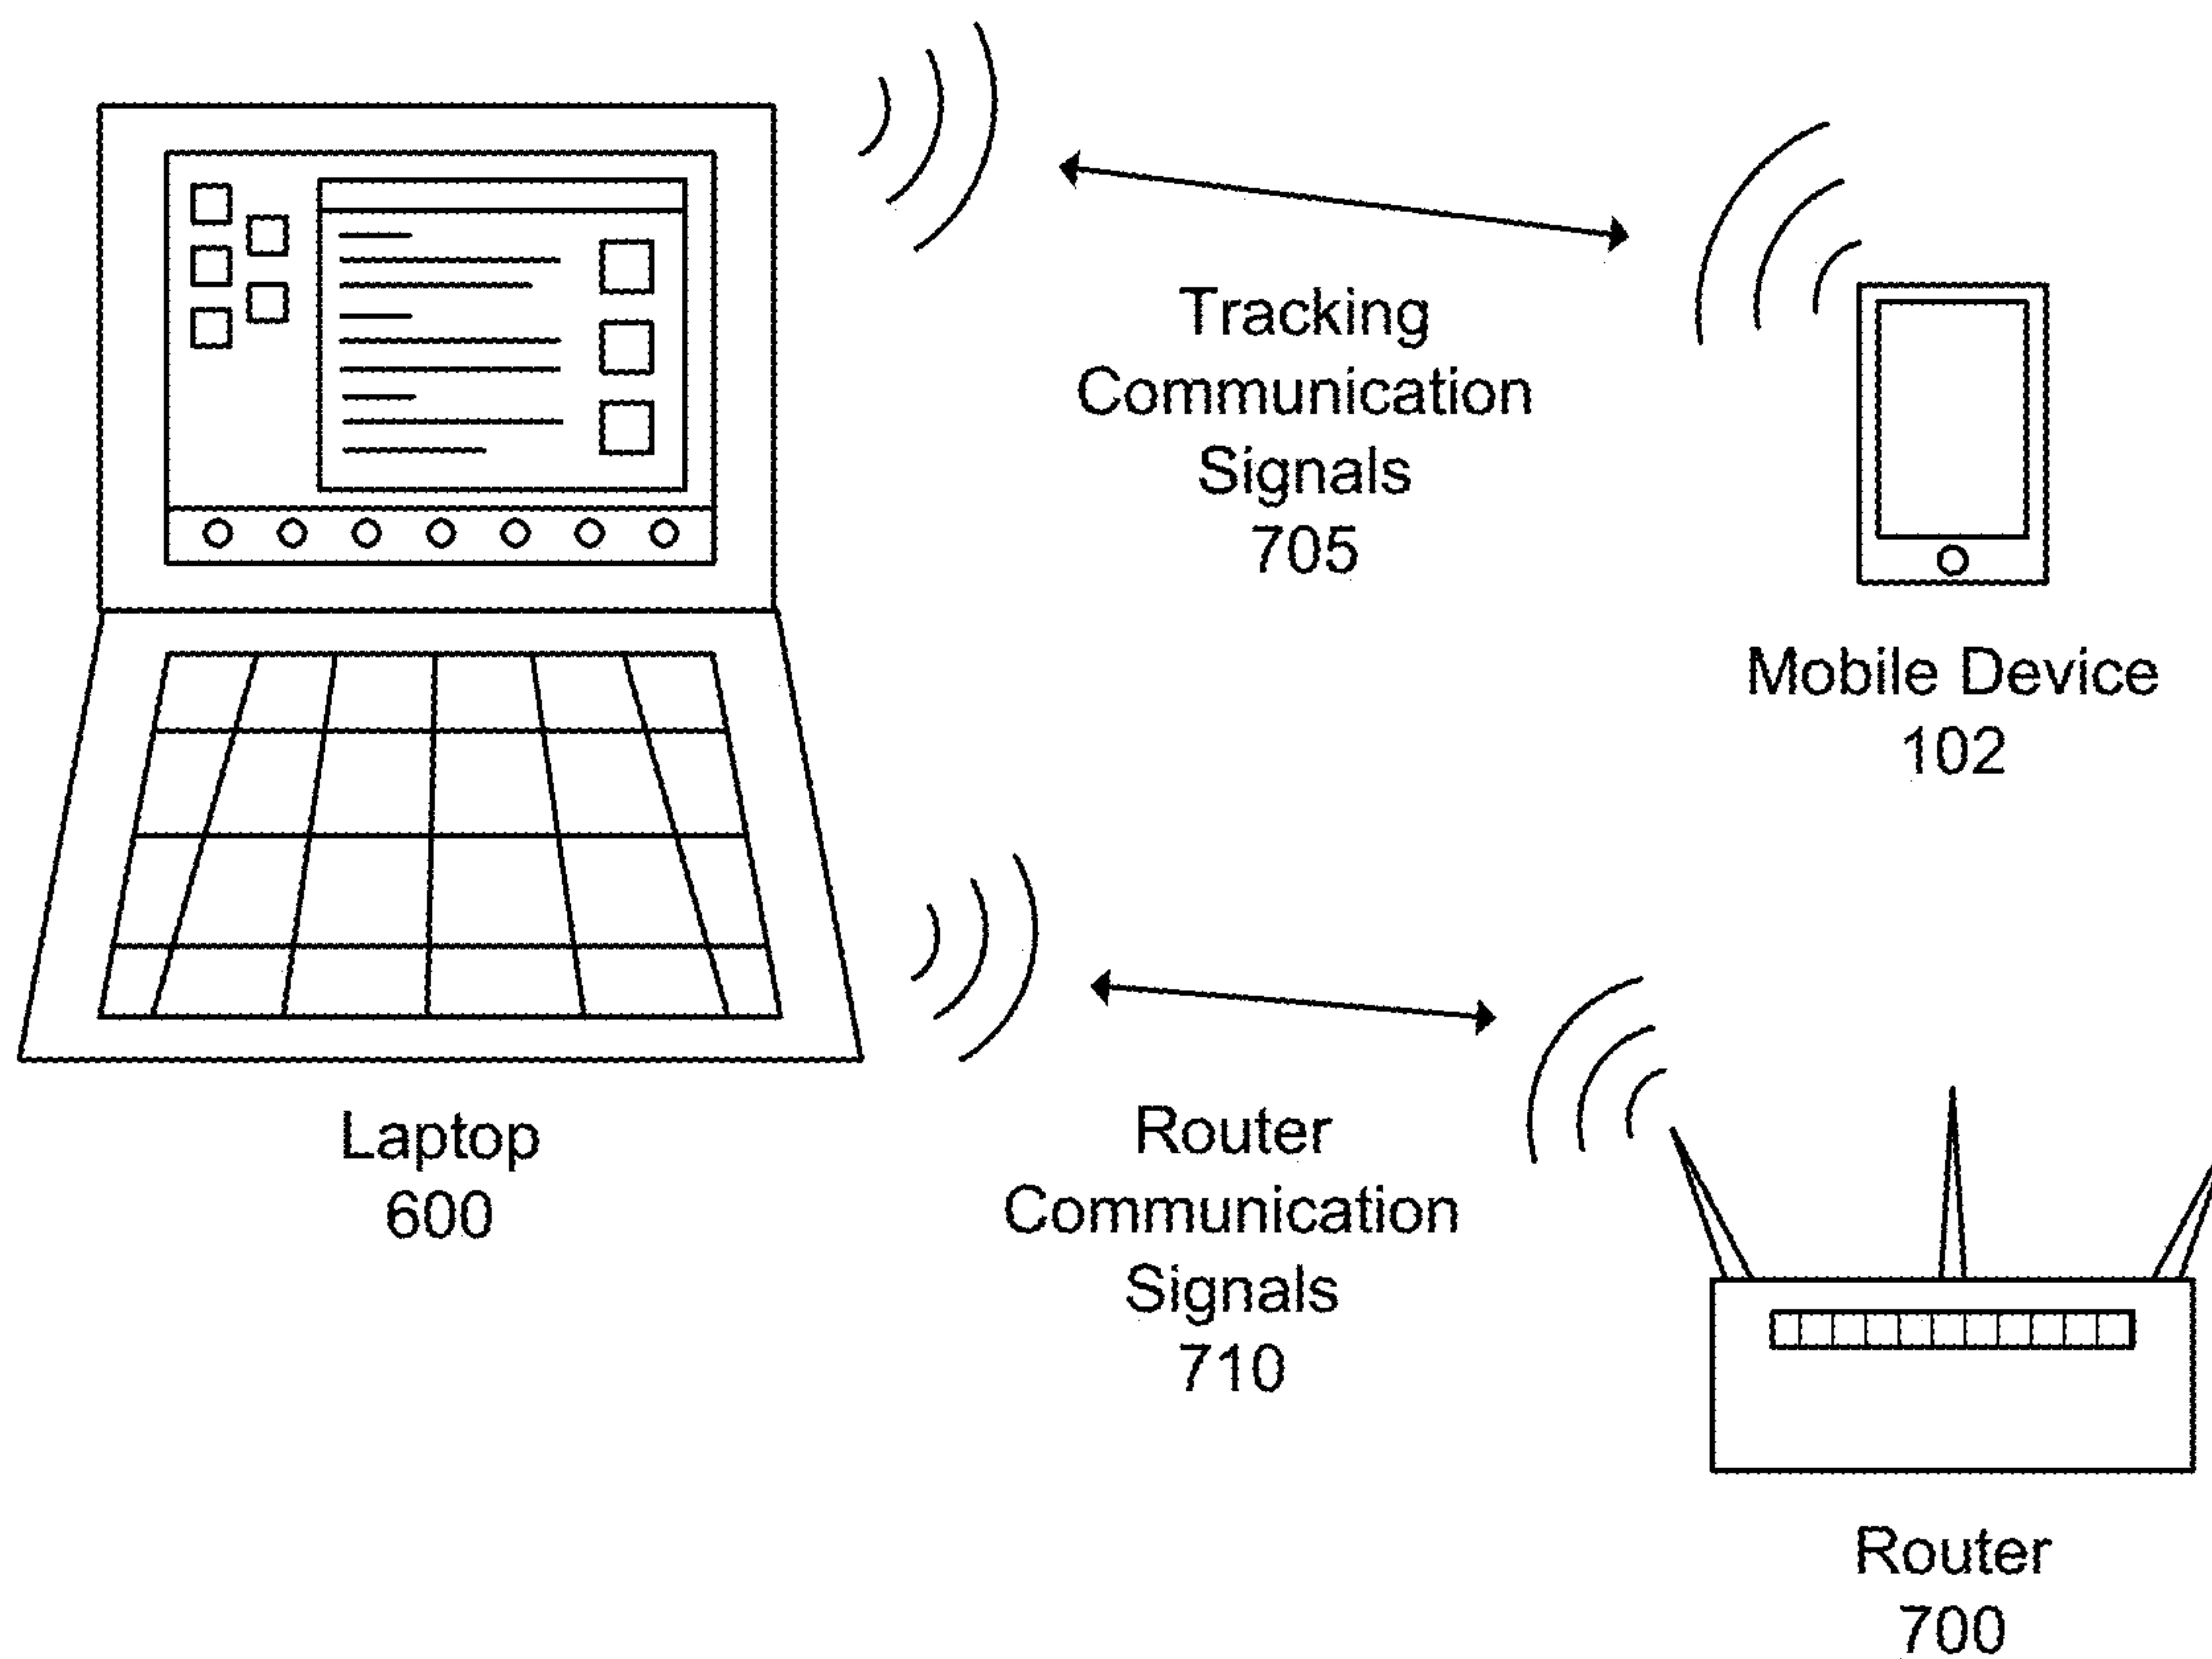 Tracking
Communication
Signals
705
Mobile Device
102
Laptop
600
Router
Communication
Signals
710
Router
700